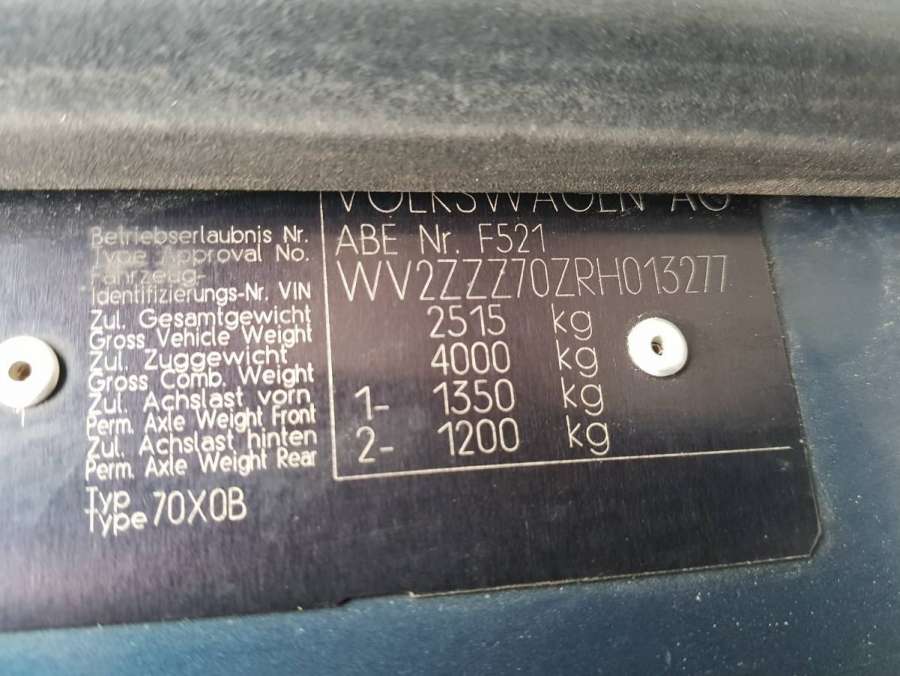 VOLKSWAGEN AG
Betriebserlaubnis Nr. ABE Nr. F521
Type Approval No.
Fahrzeug-
Identifizierungs-Nr. VIN WV2ZZZ70ZRH013277
Zul. Gesamtgewicht 2515 kg
Gross Vehicle Weight
Zul. Zuggewicht 4000 kg
Gross Comb. Weight
Zul. Achslast vorn 1- 1350 kg
Perm. Axle Weight Front
Zul. Achslast hinten 2- 1200 kg
Perm. Axle Weight Rear
Typ
Type 70X0B